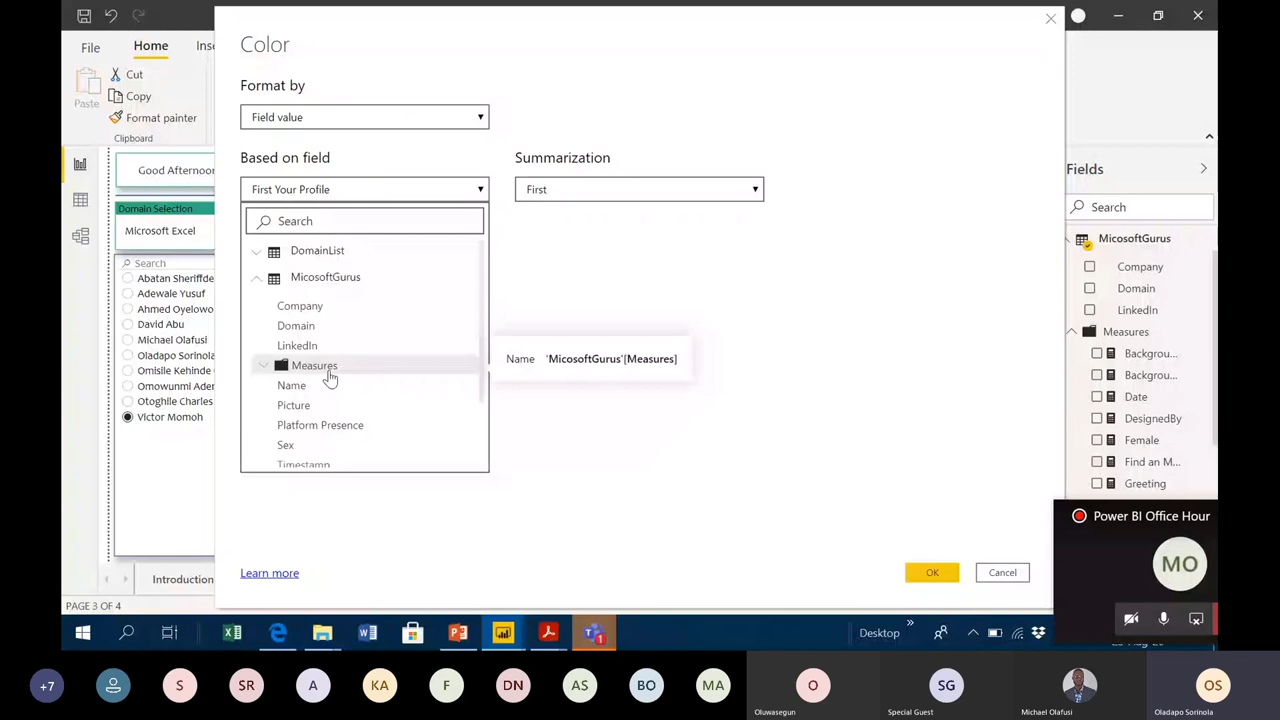 File
Home
Inse
Paste
Cut
Copy
Format painter
Clipboard
Good Afternoon
Domain Selection
Microsoft Excel
Search
Abatan Sheriffde
Adewale Yusuf
Ahmed Oyelowo
David Abu
Michael Olafusi
Oladapo Sorinola
Omisile Kehinde
Omowunmi Ader
Otoghile Charles
Victor Momoh
Introduction
PAGE 3 OF 4
Color
Format by
Field value
Based on field
Summarization
First Your Profile
First
Search
DomainList
MicosoftGurus
Company
Domain
LinkedIn
Measures
Name
Picture
Platform Presence
Sex
Timestamp
Name 'MicosoftGurus'[Measures]
Learn more
OK
Cancel
Fields
Search
MicosoftGurus
Company
Domain
LinkedIn
Measures
Backgrou...
Backgrou...
Date
DesignedBy
Female
Find an M...
Greeting
Power BI Office Hour
MO
Desktop
+7
S
SR
A
KA
F
DN
AS
BO
MA
O
Oluwasegun
SG
Special Guest
Michael Olafusi
OS
Oladapo Sorinola